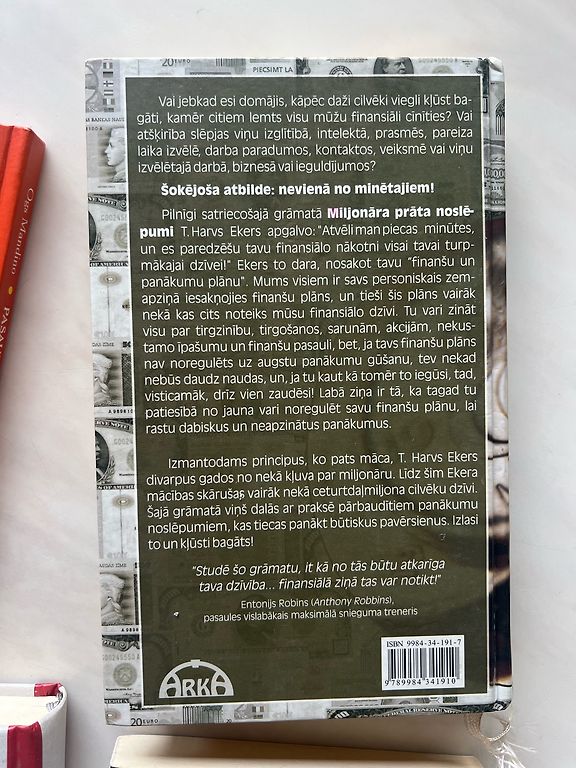 20 EURO
PIECSIMT LA
Vai jebkad esi domājis, kāpēc daži cilvēki viegli kļūst ba-
gāti, kamēr citiem lemts visu mūžu finansiāli cīnīties? Vai
atšķirība slēpjas viņu izglītībā, intelektā, prasmēs, pareiza
laika izvēlē, darba paradumos, kontaktos, veiksmē vai viņu
izvēlētajā darbā, biznesā vai ieguldījumos?
Šokējoša atbilde: nevienā no minētajiem!
Pilnīgi satriecošajā grāmatā Miljonāra prāta noslē-
pumi T. Harvs Ekers apgalvo: "Atvēli man piecas minūtes,
un es paredzēšu tavu finansiālo nākotni visai tavai turp-
mākajai dzīvei!" Ekers to dara, nosakot tavu "finanšu un
panākumu plānu". Mums visiem ir savs personiskais zem-
apziņā iesakņojies finanšu plāns, un tieši šis plāns vairāk
nekā kas cits noteiks mūsu finansiālo dzīvi. Tu vari zināt
visu par tirgzinību, tirgošanos, sarunām, akcijām, nekus-
tamo īpašumu un finanšu pasauli, bet, ja tavs finanšu plāns
nav noregulēts uz augstu panākumu gūšanu, tev nekad
nebūs daudz naudas, un, ja tu kaut kā tomēr to iegūsi, tad,
visticamāk, drīz vien zaudēsi! Labā ziņa ir tā, ka tagad tu
patiesībā no jauna vari noregulēt savu finanšu plānu, lai
rastu dabiskus un neapzinātus panākumus.
Izmantodams principus, ko pats māca, T. Harvs Ekers
divarpus gados no nekā kļuva par miljonāru. Līdz šim Ekera
mācības skārušas vairāk nekā ceturtdaļmiljona cilvēku dzīvi.
Šajā grāmatā viņš dalās ar praksē pārbaudītiem panākumu
noslēpumiem, kas tiecas panākt būtiskus pavērsienus. Izlasi
to un kļūsti bagāts!
"Studē šo grāmatu, it kā no tās būtu atkarīga
tava dzīvība... finansiālā ziņā tas var notikt!"
Entonijs Robins (Anthony Robbins),
pasaules vislabākais maksimālā snieguma treneris
ISBN 9984-34-191-7
9789984341910
ARKA
20 EURO
Ogs Mandino